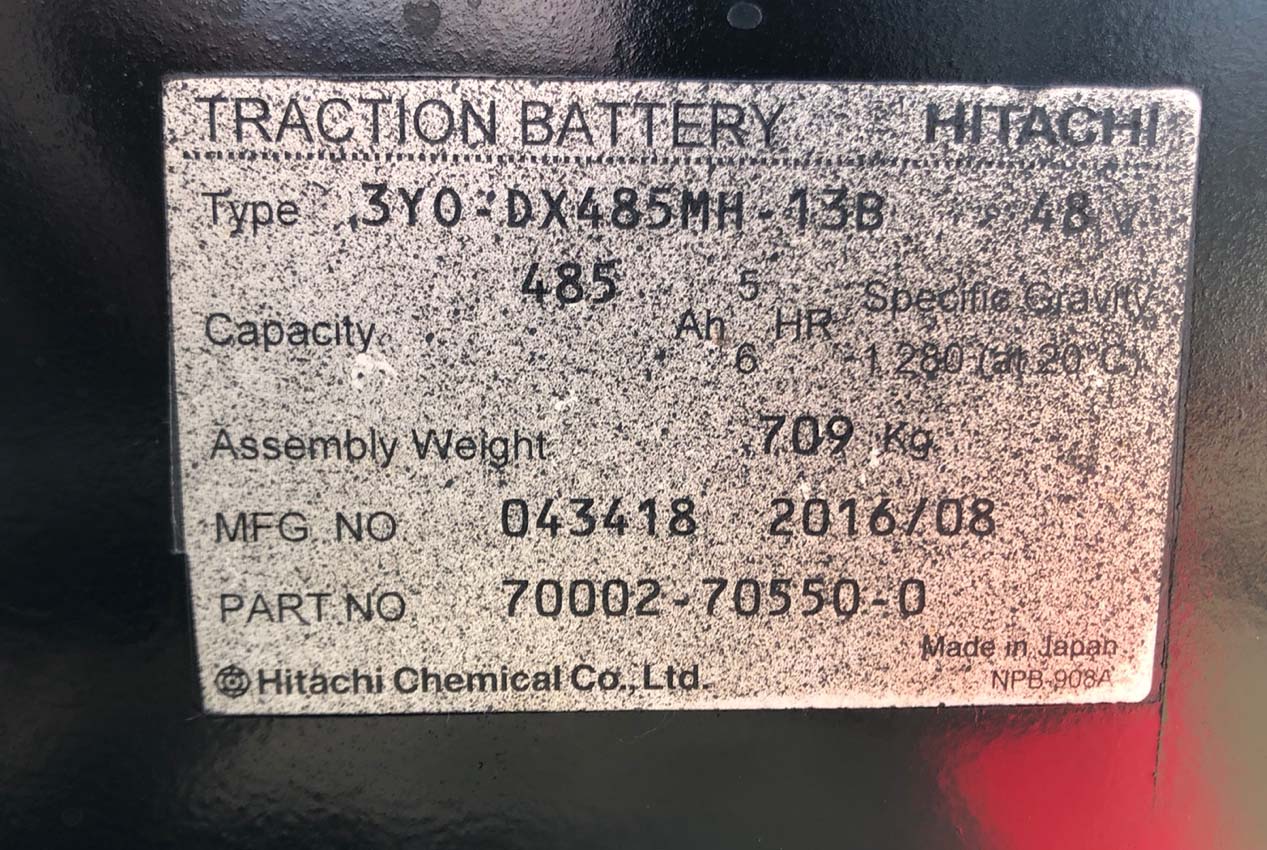 TRACTION BATTERY HITACHI
Type 3Y0-DX485MH-13B 48 V
485 5 Specific Gravity
Capacity Ah HR
6 1.280 (at 20°C)
Assembly Weight 709 Kg
MFG. NO 043418 2016/08
PART.NO 70002-70550-0
Made in Japan
Hitachi Chemical Co.,Ltd. NPB-908A